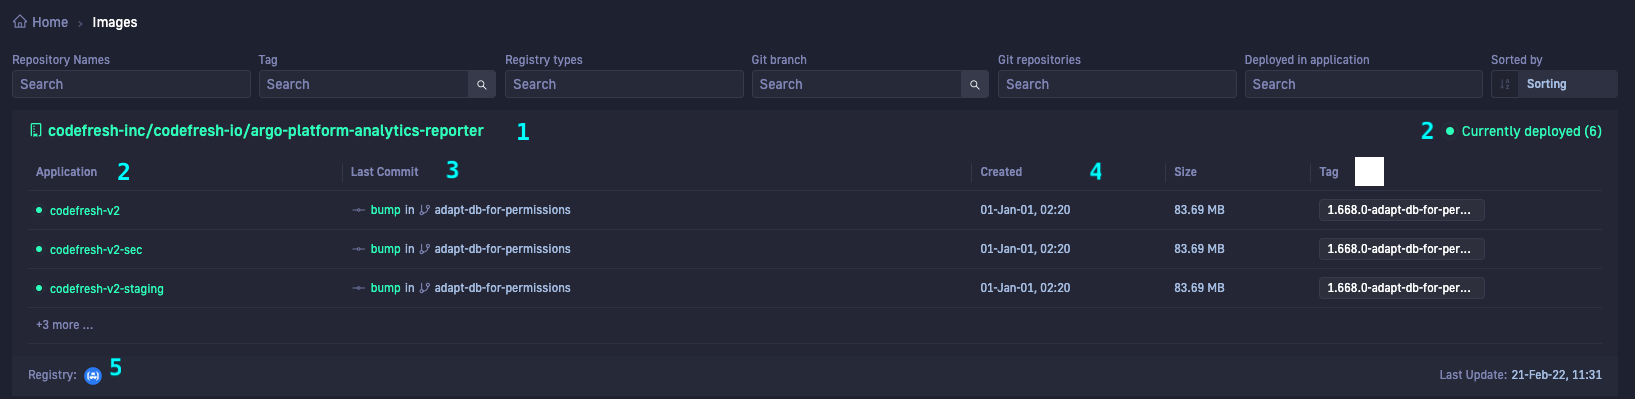 Home > Images
Repository Names Tag Registry types Git branch Git repositories Deployed in application Sorted by
Search Search Search Search Search Search Sorting
codefresh-inc/codefresh-io/argo-platform-analytics-reporter 1 2 Currently deployed (6)
Application 2 Last Commit 3 Created 4 Size Tag
codefresh-v2 bump in adapt-db-for-permissions 01-Jan-01, 02:20 83.69 MB 1.668.0-adapt-db-for-per...
codefresh-v2-sec bump in adapt-db-for-permissions 01-Jan-01, 02:20 83.69 MB 1.668.0-adapt-db-for-per...
codefresh-v2-staging bump in adapt-db-for-permissions 01-Jan-01, 02:20 83.69 MB 1.668.0-adapt-db-for-per...
+3 more ...
Registry: 5 Last Update: 21-Feb-22, 11:31